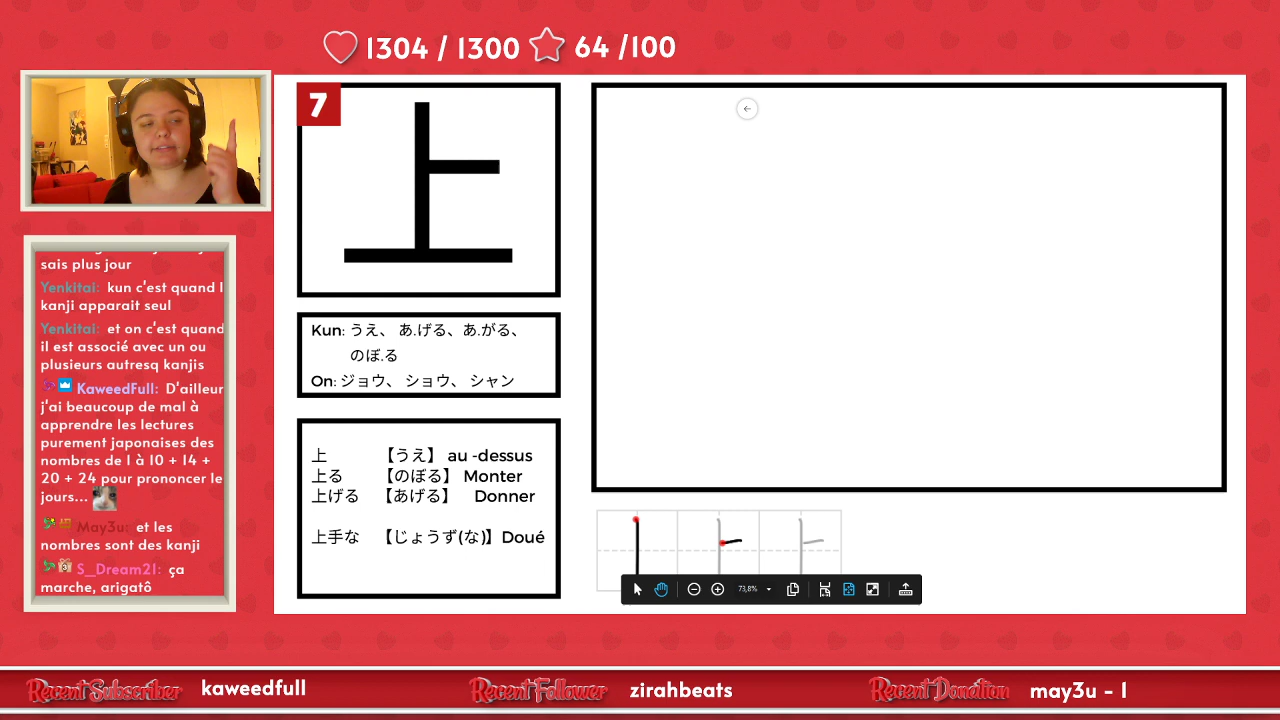 1304 / 1300 64 /100
7
上
Kun: うえ、 あ.げる、あ.がる、
のぼ.る
On: ジョウ、 ショウ、 シャン
上 【うえ】 au -dessus
上る 【のぼる】 Monter
上げる 【あげる】 Donner
上手な 【じょうず(な)】Doué
sais plus jour
Yenkitai: kun c'est quand l
kanji apparait seul
Yenkitai: et on c'est quand
il est associé avec un ou
plusieurs autresq kanjis
KaweedFull: D'ailleur
j'ai beaucoup de mal à
apprendre les lectures
purement japonaises des
nombres de 1 à 10 + 14 +
20 + 24 pour prononcer le
jours...
May3u: et les
nombres sont des kanji
S_Dream21: ça
marche, arigatô
73,8%
Recent Subscriber kaweedfull Recent Follower zirahbeats Recent Donation may3u - 1